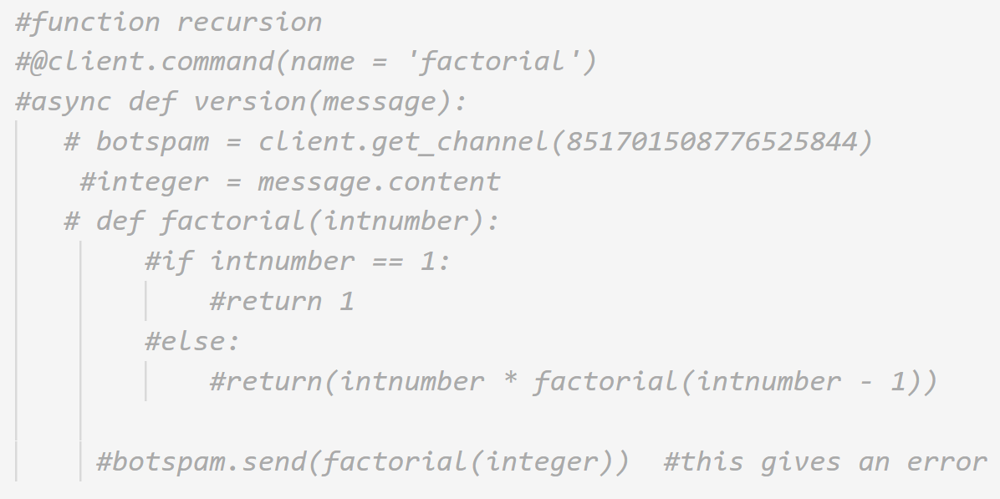 #function recursion
#@client.command(name = 'factorial')
#async def version(message):
# botspam = client.get_channel(851701508776525844)
#integer = message.content
# def factorial(intnumber):
#if intnumber == 1:
#return 1
#else:
#return(intnumber * factorial(intnumber - 1))
#botspam.send(factorial(integer))  #this gives an error